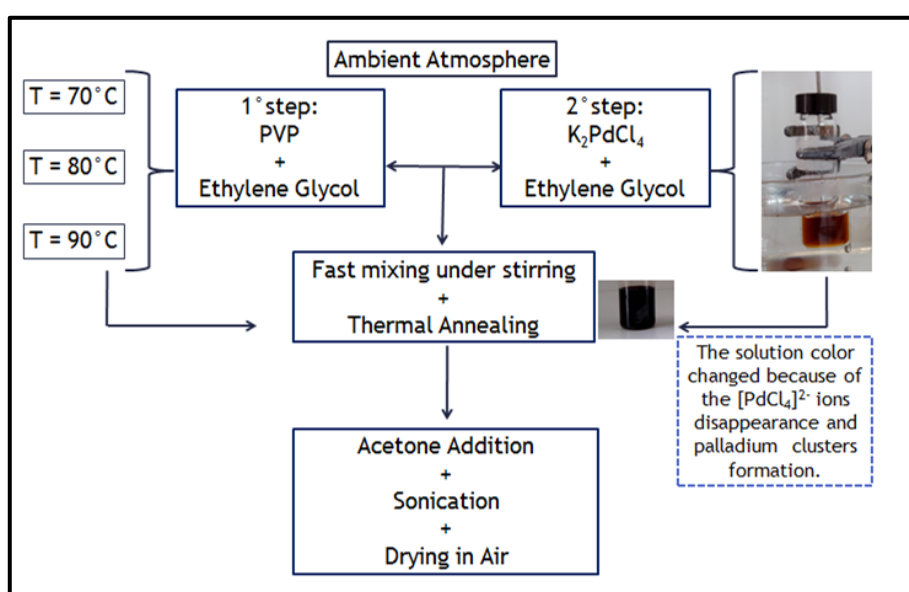 Ambient Atmosphere
T = 70°C
T = 80°C
T = 90°C
1°step:
PVP
+
Ethylene Glycol
2°step:
K₂PdCl₄
+
Ethylene Glycol
Fast mixing under stirring
+
Thermal Annealing
The solution color
changed because of
the [PdCl₄]²⁻ ions
disappearance and
palladium clusters
formation.
Acetone Addition
+
Sonication
+
Drying in Air